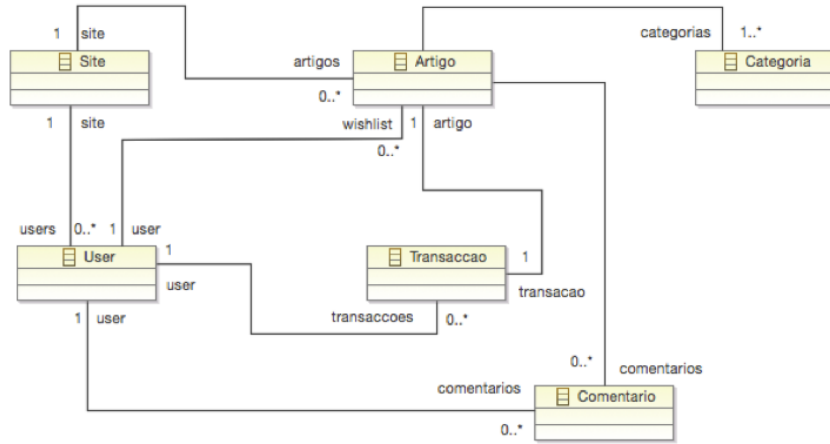 1 site
categorias 1..*
Site
artigos
Artigo
Categoria
0..*
1 site
wishlist 1 artigo
0..*
users 0..* 1 user
User
1
user
Transaccao
1
transacao
1 user
transaccoes 0..*
0..* comentarios
comentarios
Comentario
0..*